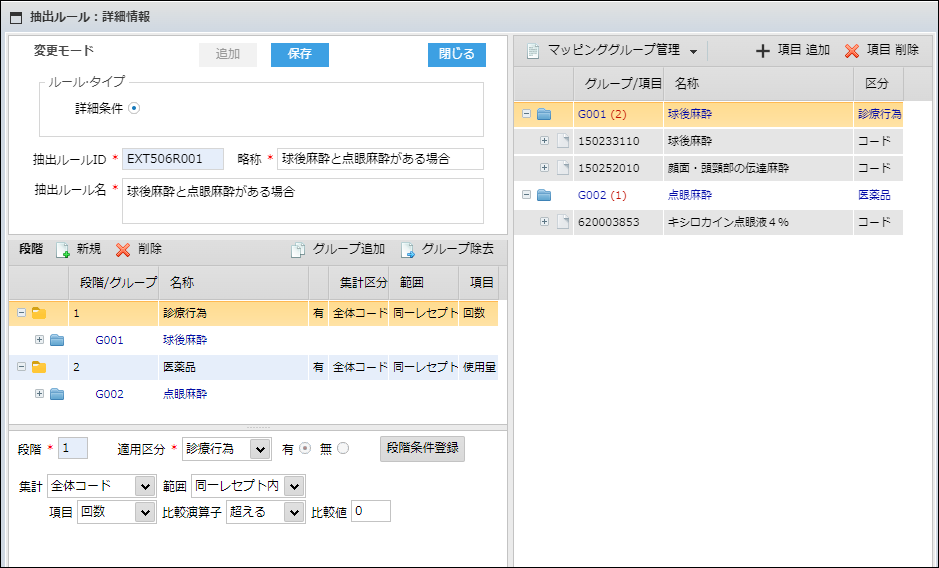 抽出ルール：詳細情報
変更モード
追加
保存
閉じる
ルール・タイプ
詳細条件
抽出ルールID * EXT506R001 略称 * 球後麻酔と点眼麻酔がある場合
抽出ルール名 * 球後麻酔と点眼麻酔がある場合
段階 新規 削除 グループ追加 グループ除去
段階/グループ 名称 集計区分 範囲 項目
1 診療行為 有 全体コード 同一レセプト 回数
G001 球後麻酔
2 医薬品 有 全体コード 同一レセプト 使用量
G002 点眼麻酔
段階 * 1 適用区分 * 診療行為 有 無 段階条件登録
集計 全体コード 範囲 同一レセプト内
項目 回数 比較演算子 超える 比較値 0
マッピンググループ管理 項目 追加 項目 削除
グループ/項目 名称 区分
G001 (2) 球後麻酔 診療行為
150233110 球後麻酔 コード
150252010 顔面・頭頸部の伝達麻酔 コード
G002 (1) 点眼麻酔 医薬品
620003853 キシロカイン点眼液４％ コード